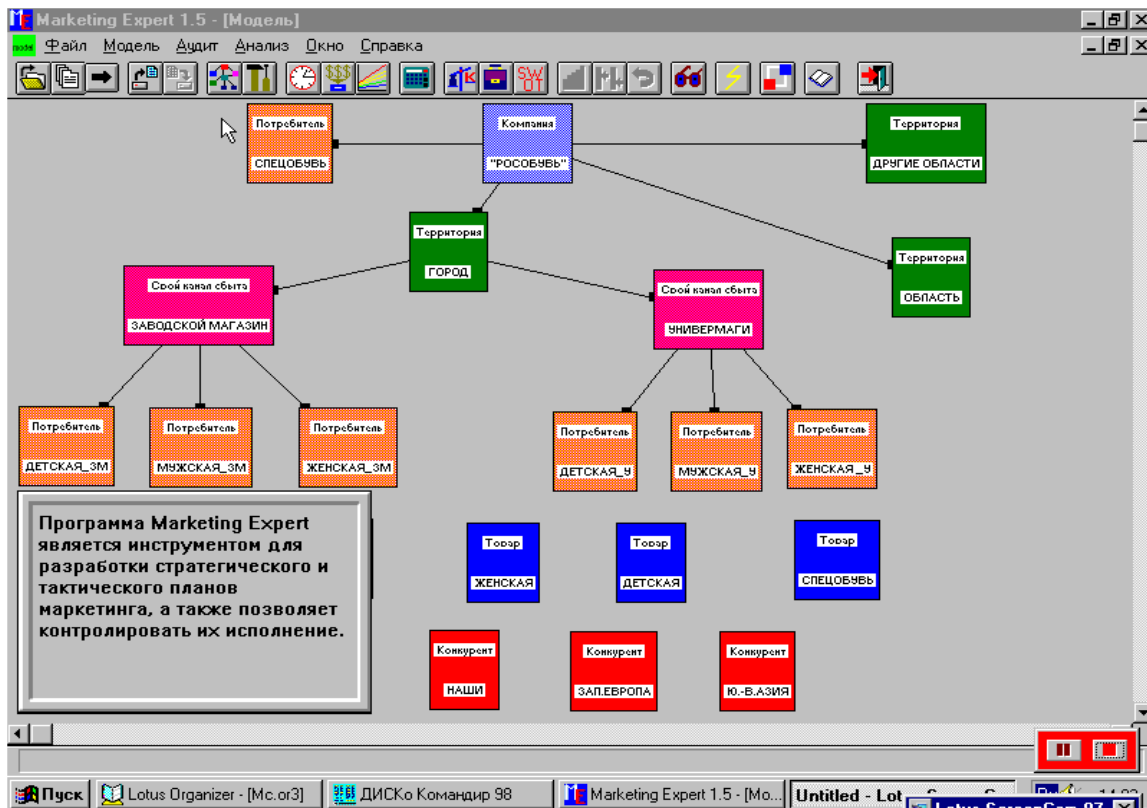 Marketing Expert 1.5 - [Модель]
Файл Модель Аудит Анализ Окно Справка
Потребитель
СПЕЦОБУВЬ
Компания
"РОСОБУВЬ"
Территория
ДРУГИЕ ОБЛАСТИ
Территория
ГОРОД
Территория
ОБЛАСТЬ
Свой канал сбыта
ЗАВОДСКОЙ МАГАЗИН
Свой канал сбыта
УНИВЕРМАГИ
Потребитель
ДЕТСКАЯ_ЗМ
Потребитель
МУЖСКАЯ_ЗМ
Потребитель
ЖЕНСКАЯ_ЗМ
Потребитель
ДЕТСКАЯ_У
Потребитель
МУЖСКАЯ_У
Потребитель
ЖЕНСКАЯ_У
Программа Marketing Expert
является инструментом для
разработки стратегического и
тактического планов
маркетинга, а также позволяет
контролировать их исполнение.
Товар
ЖЕНСКАЯ
Товар
ДЕТСКАЯ
Товар
СПЕЦОБУВЬ
Конкурент
НАШИ
Конкурент
ЗАП.ЕВРОПА
Конкурент
Ю.-В.АЗИЯ
Пуск
Lotus Organizer - [Mc.or3]
ДИСКо Командир 98
Marketing Expert 1.5 - [Мо...
Untitled - Lot